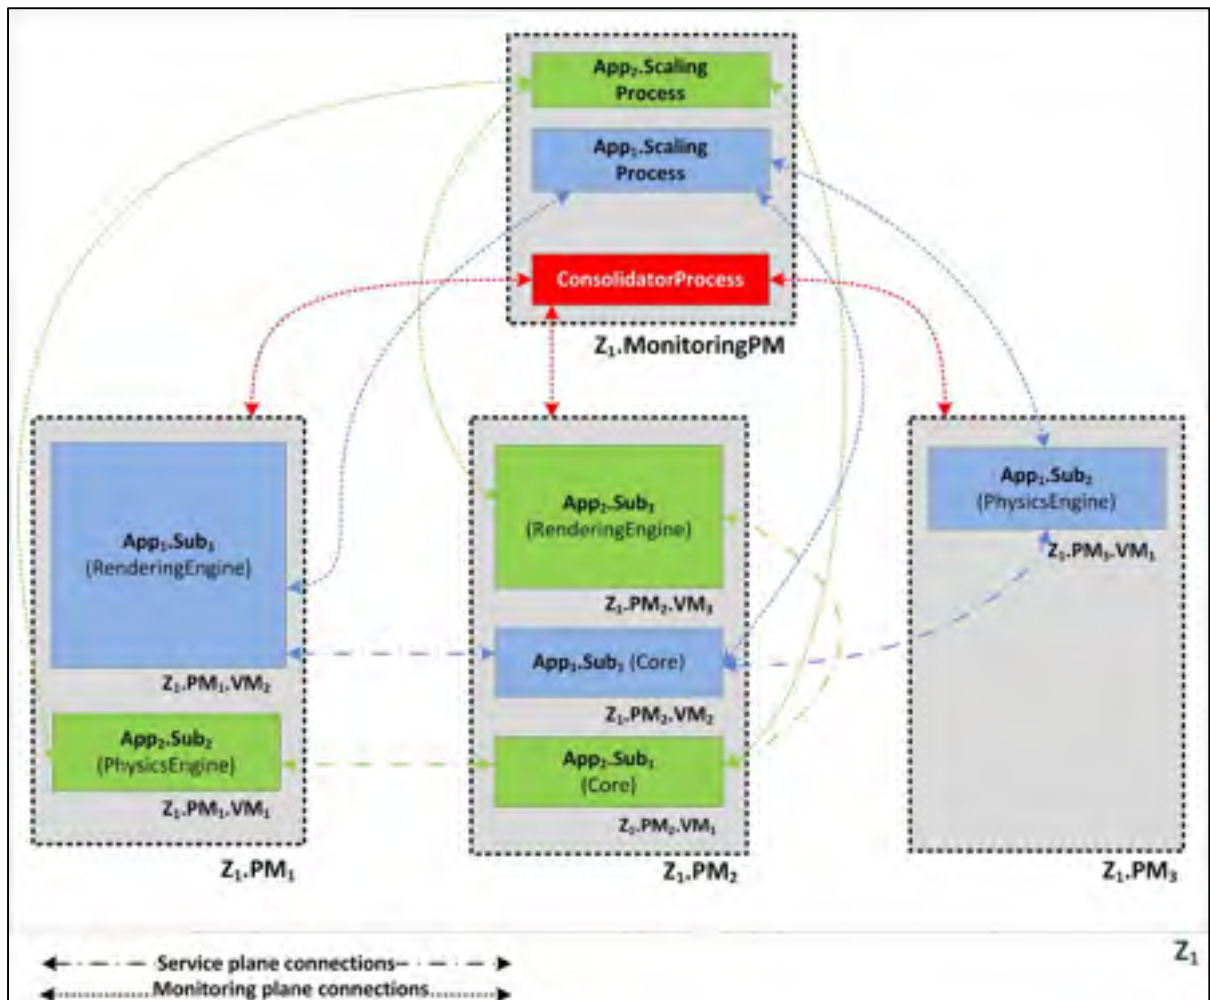 App₂.Scaling
Process
App₁.Scaling
Process
ConsolidatorProcess
Z₁.MonitoringPM
App₁.Sub₃
(RenderingEngine)
Z₁.PM₁.VM₂
App₂.Sub₂
(PhysicsEngine)
Z₁.PM₁.VM₁
Z₁.PM₁
App₂.Sub₃
(RenderingEngine)
Z₁.PM₂.VM₃
App₁.Sub₁ (Core)
Z₁.PM₂.VM₂
App₂.Sub₁
(Core)
Z₁.PM₂.VM₁
Z₁.PM₂
App₁.Sub₂
(PhysicsEngine)
Z₁.PM₃.VM₁
Z₁.PM₃
Z₁
Service plane connections
Monitoring plane connections